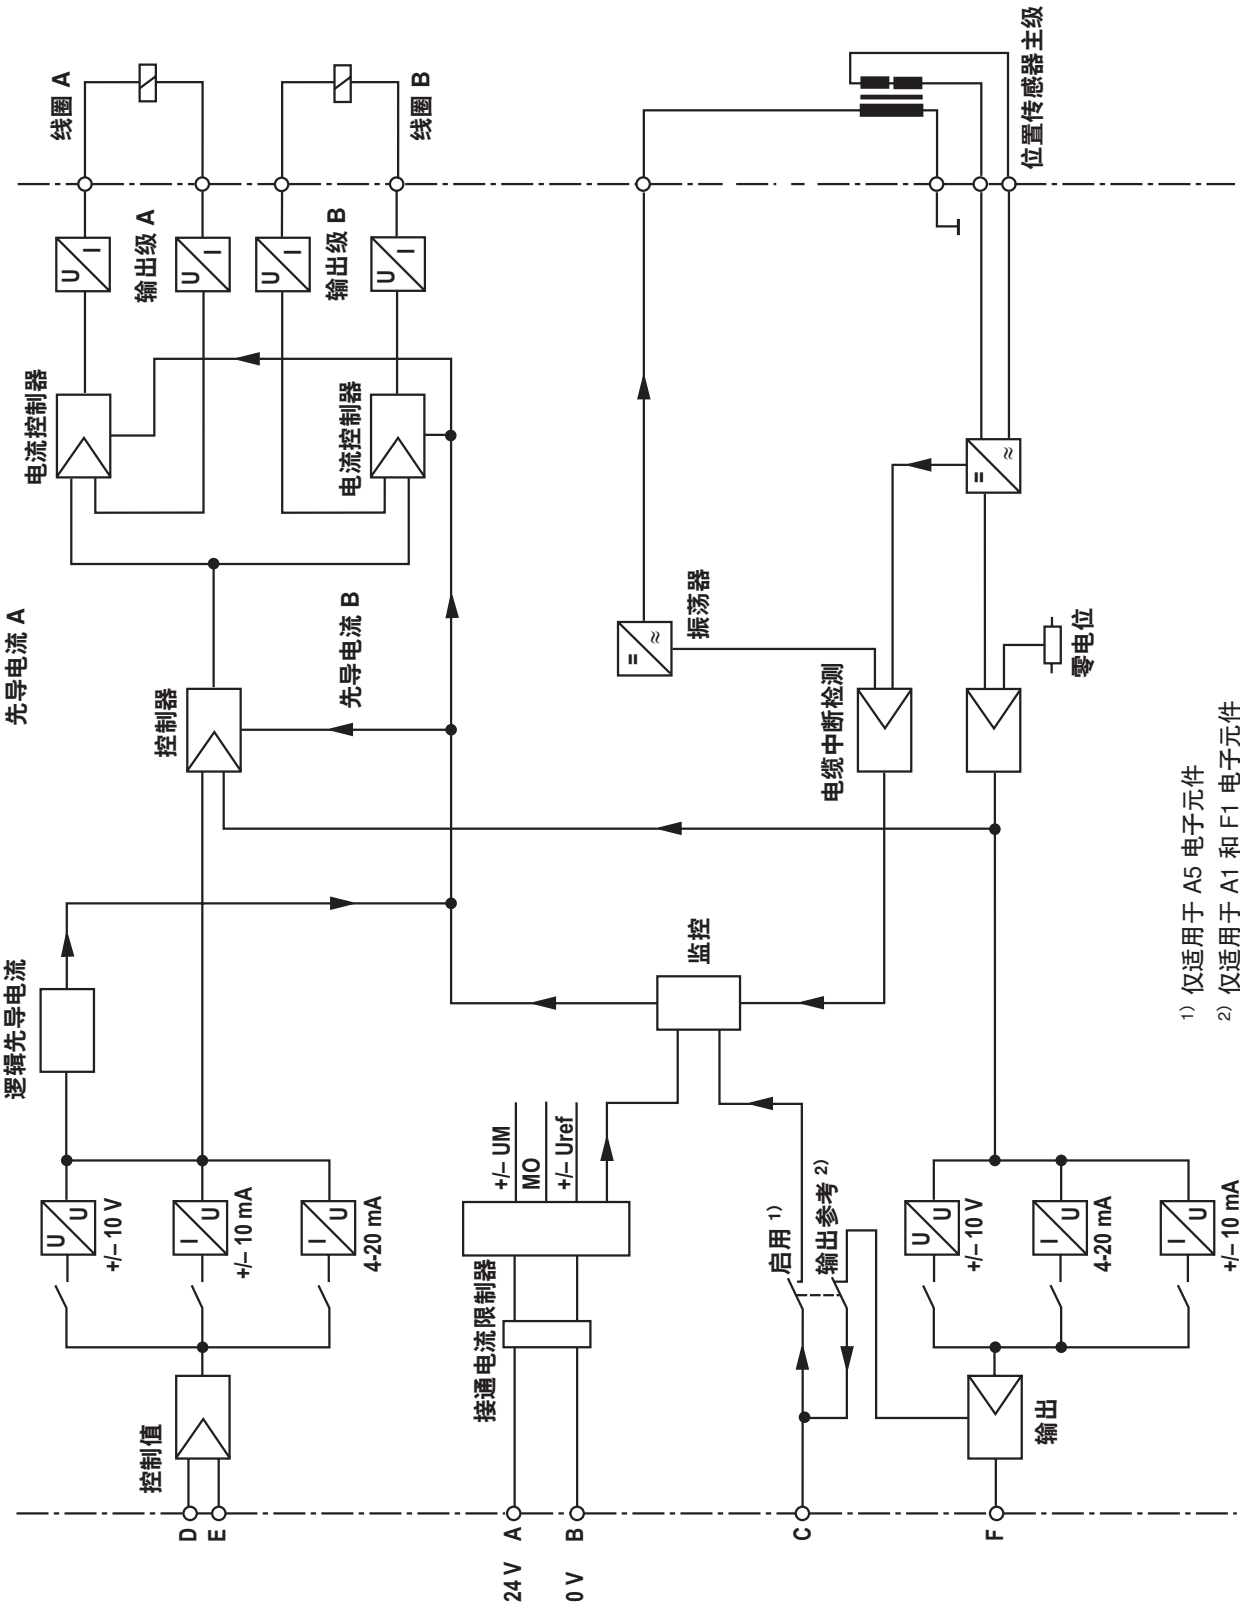 线圈 A
线圈 B
位置传感器主级
U
I
输出级 A
U
I
U
I
输出级 B
U
I
电流控制器
电流控制器
=
≈
先导电流 A
先导电流 B
控制器
=
≈
振荡器
电缆中断检测
零电位
逻辑先导电流
监控
U
U
+/– 10 V
I
U
+/– 10 mA
I
U
4-20 mA
+/– UM
MO
+/– Uref
接通电流限制器
启用 1)
输出参考 2)
U
U
+/– 10 V
I
U
4-20 mA
I
U
+/– 10 mA
控制值
输出
D
E
24 V A
0 V B
C
F
1) 仅适用于 A5 电子元件
2) 仅适用于 A1 和 F1 电子元件